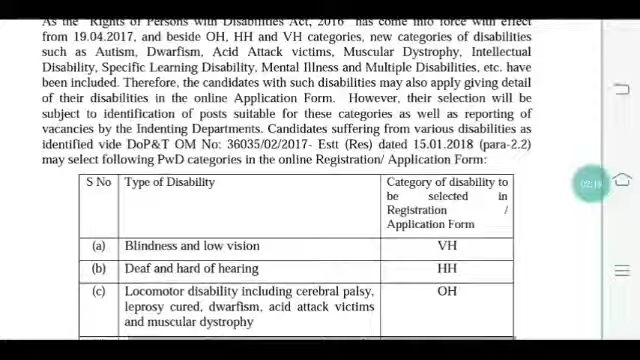 As the "Rights of Persons with Disabilities Act, 2016" has come into force with effect
from 19.04.2017, and beside OH, HH and VH categories, new categories of disabilities
such as Autism, Dwarfism, Acid Attack victims, Muscular Dystrophy, Intellectual
Disability, Specific Learning Disability, Mental Illness and Multiple Disabilities, etc. have
been included. Therefore, the candidates with such disabilities may also apply giving detail
of their disabilities in the online Application Form. However, their selection will be
subject to identification of posts suitable for these categories as well as reporting of
vacancies by the Indenting Departments. Candidates suffering from various disabilities as
identified vide DoP&T OM No: 36035/02/2017- Estt (Res) dated 15.01.2018 (para-2.2)
may select following PwD categories in the online Registration/ Application Form:
S No Type of Disability Category of disability to
be selected in
Registration /
Application Form
(a) Blindness and low vision VH
(b) Deaf and hard of hearing HH
(c) Locomotor disability including cerebral palsy, OH
leprosy cured, dwarfism, acid attack victims
and muscular dystrophy
02:19